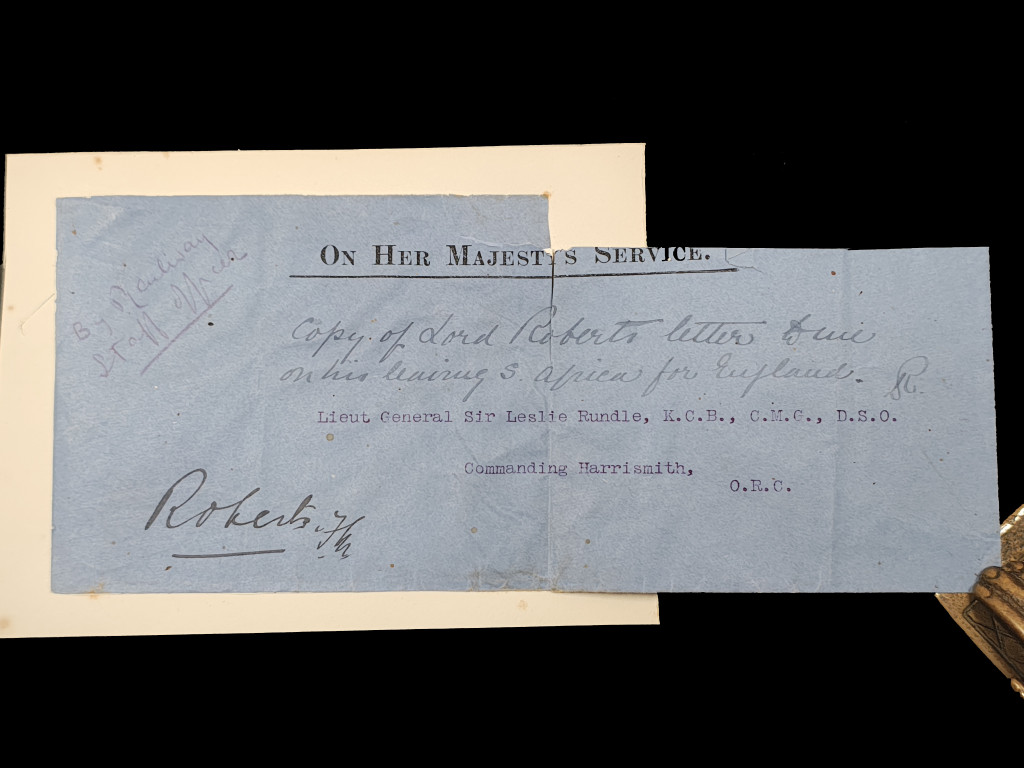 ON HER MAJESTY'S SERVICE.
By Railway
Staff Officer
Copy of Lord Roberts letter to me
on his leaving S. Africa for England. R.
Lieut General Sir Leslie Rundle, K.C.B., C.M.G., D.S.O.
Commanding Harrismith,
O.R.C.
Roberts, FM